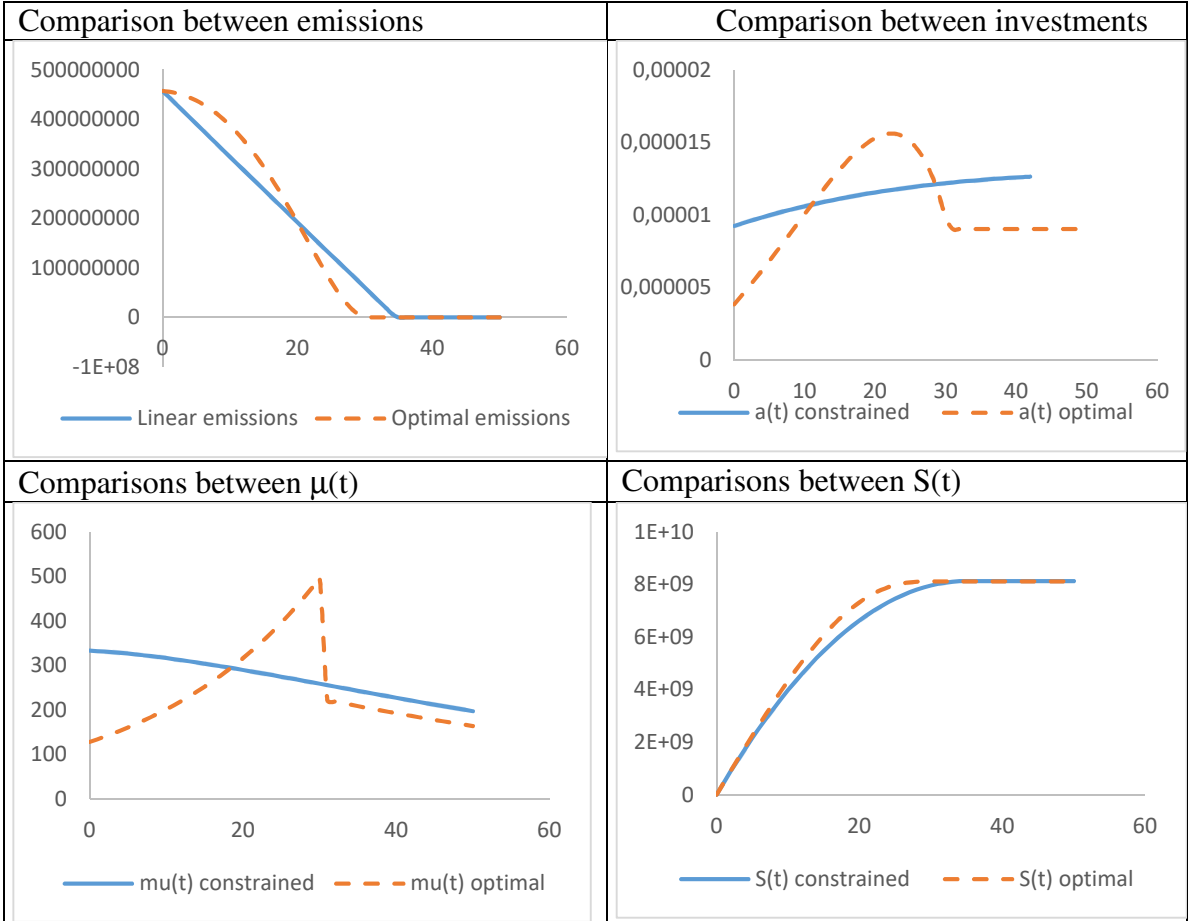 Comparison between emissions
500000000
400000000
300000000
200000000
100000000
0
-1E+08
0 20 40 60
Linear emissions Optimal emissions
Comparison between investments
0,00002
0,000015
0,00001
0,000005
0
0 10 20 30 40 50 60
a(t) constrained a(t) optimal
Comparisons between µ(t)
600
500
400
300
200
100
0
0 20 40 60
mu(t) constrained mu(t) optimal
Comparisons between S(t)
1E+10
8E+09
6E+09
4E+09
2E+09
0
0 20 40 60
S(t) constrained S(t) optimal